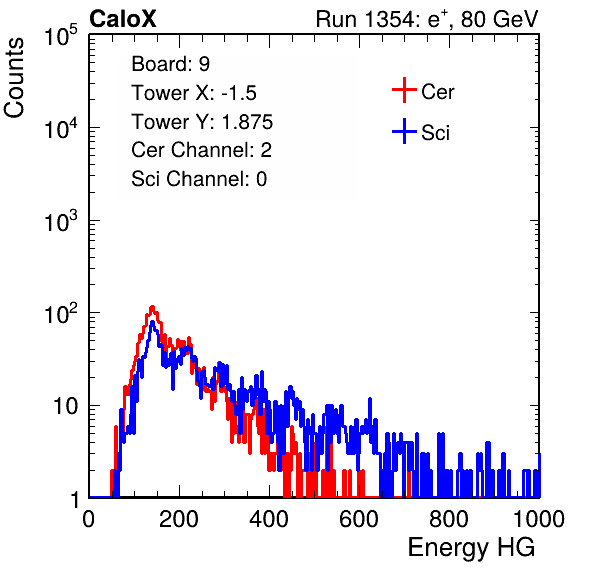 CaloX Run 1354: e⁺, 80 GeV
Counts
Board: 9
Tower X: -1.5
Tower Y: 1.875
Cer Channel: 2
Sci Channel: 0
Cer
Sci
10⁵
10⁴
10³
10²
10
1
0 200 400 600 800 1000
Energy HG